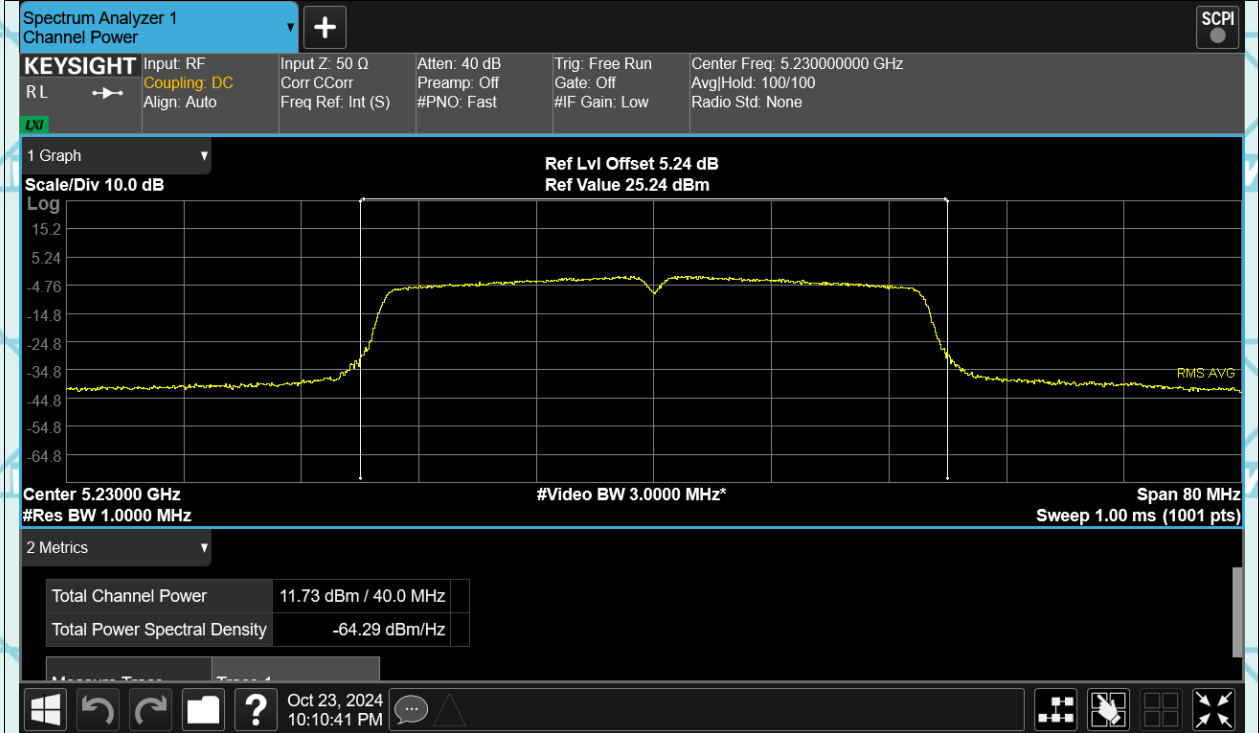 Spectrum Analyzer 1
Channel Power
SCPI
KEYSIGHT
R L
LXI
Input: RF
Coupling: DC
Align: Auto
Input Z: 50 Ω
Corr CCorr
Freq Ref: Int (S)
Atten: 40 dB
Preamp: Off
#PNO: Fast
Trig: Free Run
Gate: Off
#IF Gain: Low
Center Freq: 5.230000000 GHz
Avg|Hold: 100/100
Radio Std: None
1 Graph
Scale/Div 10.0 dB
Ref Lvl Offset 5.24 dB
Ref Value 25.24 dBm
Log
15.2
5.24
-4.76
-14.8
-24.8
-34.8
-44.8
-54.8
-64.8
RMS AVG
Center 5.23000 GHz
#Video BW 3.0000 MHz*
Span 80 MHz
#Res BW 1.0000 MHz
Sweep 1.00 ms (1001 pts)
2 Metrics
Total Channel Power 11.73 dBm / 40.0 MHz
Total Power Spectral Density -64.29 dBm/Hz
Measure Trace Trace 1
?
Oct 23, 2024
10:10:41 PM